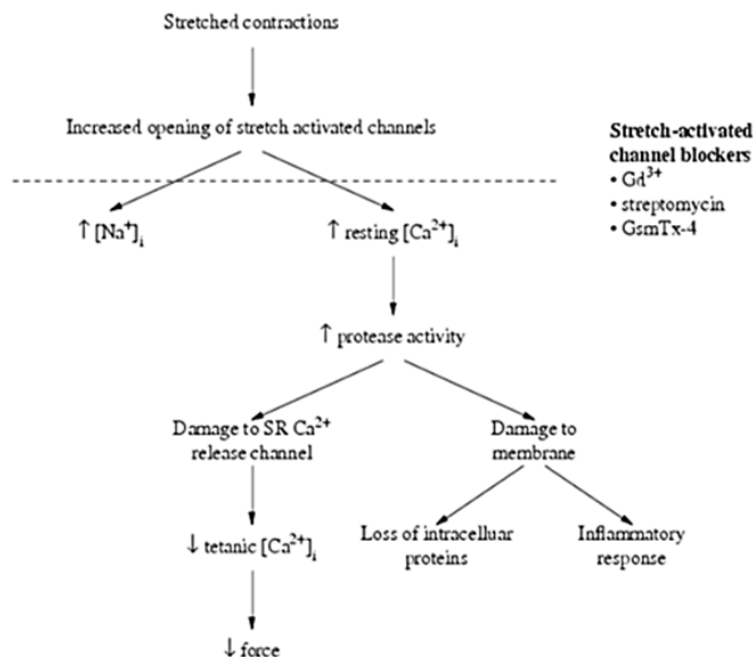 Stretched contractions
Increased opening of stretch activated channels
Stretch-activated
channel blockers
• Gd³⁺
• streptomycin
• GsmTx-4
↑ [Na⁺]ᵢ
↑ resting [Ca²⁺]ᵢ
↑ protease activity
Damage to SR Ca²⁺
release channel
Damage to
membrane
↓ tetanic [Ca²⁺]ᵢ
Loss of intracelluar
proteins
Inflammatory
response
↓ force